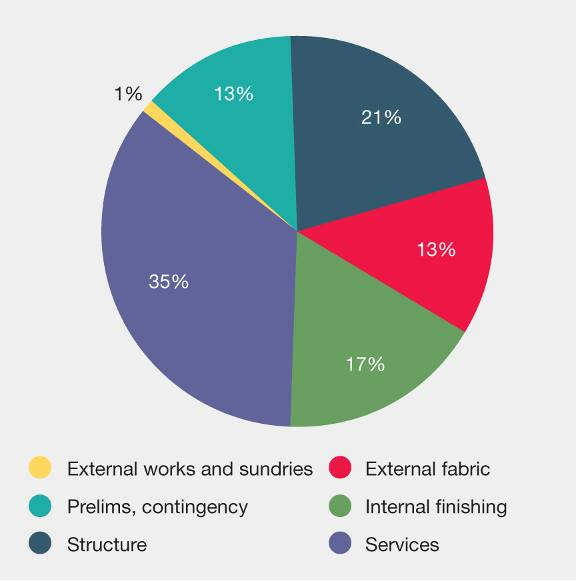 1%
13%
21%
13%
35%
17%
External works and sundries
External fabric
Prelims, contingency
Internal finishing
Structure
Services